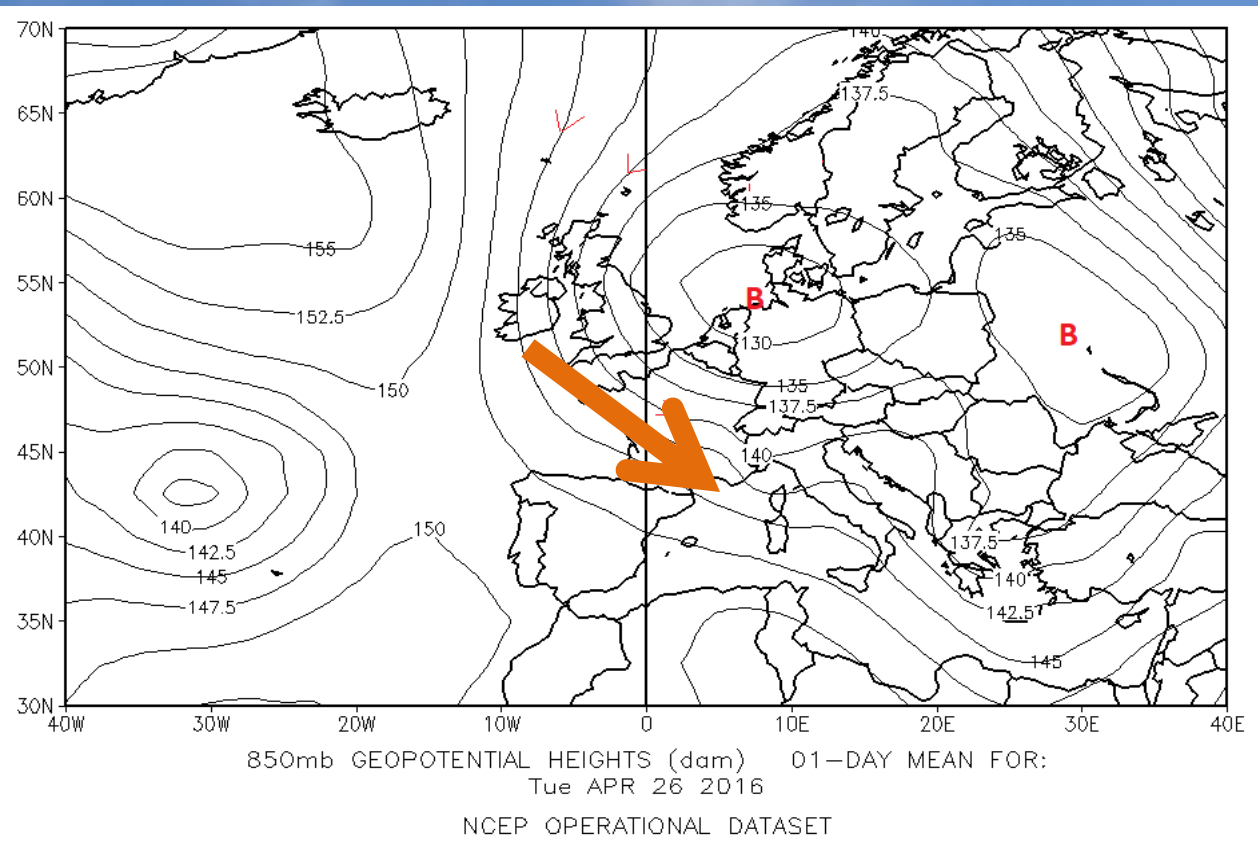 70N
140
137.5
65N
60N
135
155
135
55N
B
152.5
B
130
50N
150
135
137.5
45N
140
140
150
40N
142.5
137.5
145
140
147.5
142.5
35N
145
30N
40W 30W 20W 10W 0 10E 20E 30E 40E
850mb GEOPOTENTIAL HEIGHTS (dam) 01-DAY MEAN FOR:
Tue APR 26 2016
NCEP OPERATIONAL DATASET